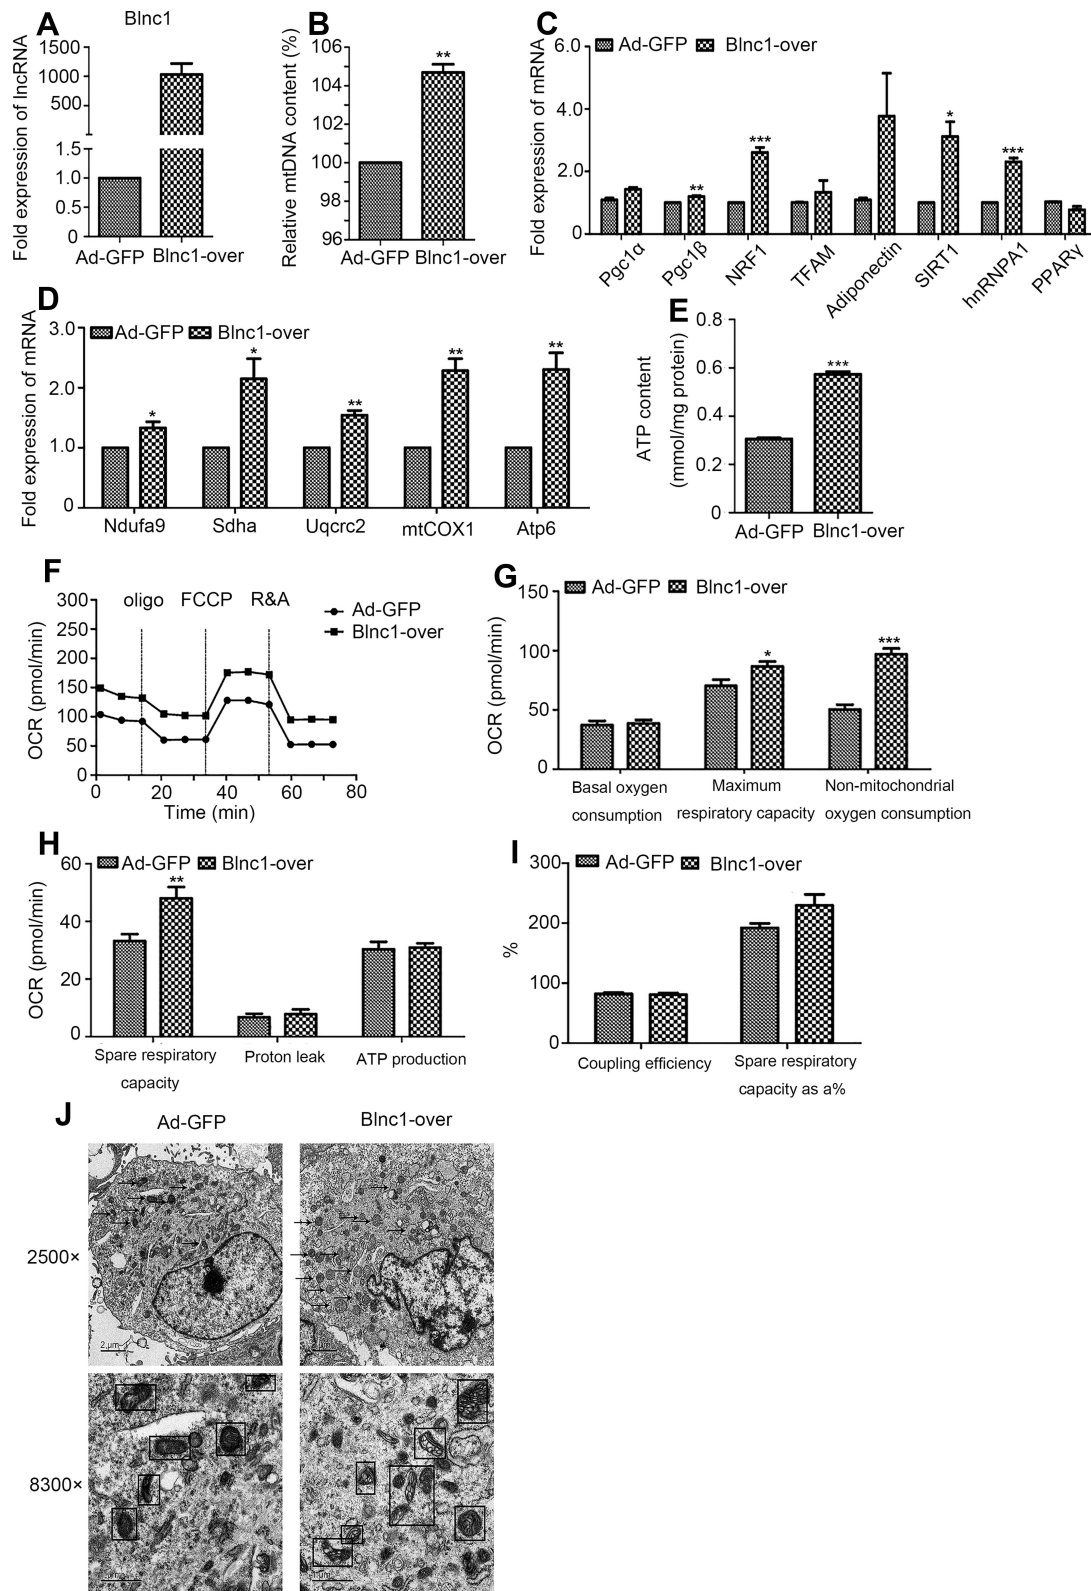 A
Blnc1
Fold expression of lncRNA
1500
1000
500
1.5
1.0
0.5
0
Ad-GFP Blnc1-over
B
Relative mtDNA content (%)
106
104
102
100
98
96
**
Ad-GFP Blnc1-over
C
Fold expression of mRNA
Ad-GFP Blnc1-over
6.0
4.0
2.0
0
** *** * ***
Pgc1α Pgc1β NRF1 TFAM Adiponectin SIRT1 hnRNPA1 PPARγ
D
Fold expression of mRNA
Ad-GFP Blnc1-over
3.0
2.0
1.0
0
* * ** ** **
Ndufa9 Sdha Uqcrc2 mtCOX1 Atp6
E
ATP content
(mmol/mg protein)
0.8
0.6
0.4
0.2
0
***
Ad-GFP Blnc1-over
F
OCR (pmol/min)
oligo FCCP R&A
Ad-GFP
Blnc1-over
300
250
200
150
100
50
0
0 20 40 60 80
Time (min)
G
OCR (pmol/min)
Ad-GFP Blnc1-over
150
100
50
0
* ***
Basal oxygen
consumption
Maximum
respiratory capacity
Non-mitochondrial
oxygen consumption
H
OCR (pmol/min)
Ad-GFP Blnc1-over
60
40
20
0
**
Spare respiratory
capacity
Proton leak
ATP production
I
%
Ad-GFP Blnc1-over
300
200
100
0
Coupling efficiency
Spare respiratory
capacity as a%
J
Ad-GFP Blnc1-over
2500×
2 μm
8300×